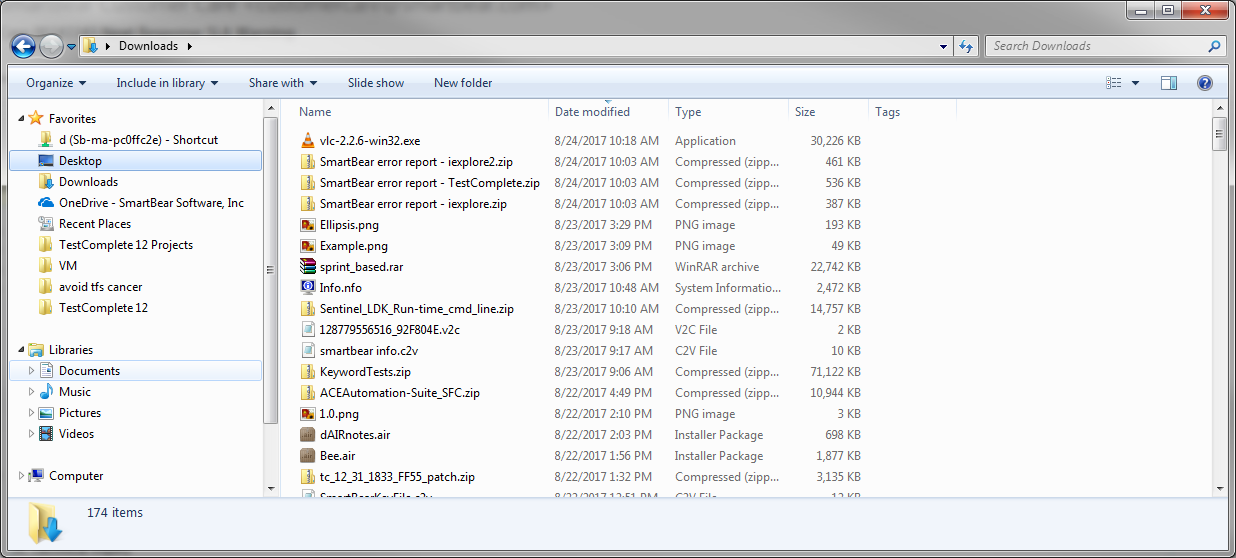 Downloads
Search Downloads
Organize Include in library Share with Slide show New folder
Favorites
d (Sb-ma-pc0ffc2e) - Shortcut
Desktop
Downloads
OneDrive - SmartBear Software, Inc
Recent Places
TestComplete 12 Projects
VM
avoid tfs cancer
TestComplete 12
Libraries
Documents
Music
Pictures
Videos
Computer
Name Date modified Type Size Tags
vlc-2.2.6-win32.exe 8/24/2017 10:18 AM Application 30,226 KB
SmartBear error report - iexplore2.zip 8/24/2017 10:03 AM Compressed (zipp... 461 KB
SmartBear error report - TestComplete.zip 8/24/2017 10:03 AM Compressed (zipp... 536 KB
SmartBear error report - iexplore.zip 8/24/2017 10:03 AM Compressed (zipp... 387 KB
Ellipsis.png 8/23/2017 3:29 PM PNG image 193 KB
Example.png 8/23/2017 3:09 PM PNG image 49 KB
sprint_based.rar 8/23/2017 3:06 PM WinRAR archive 22,742 KB
Info.nfo 8/23/2017 10:48 AM System Informatio... 2,472 KB
Sentinel_LDK_Run-time_cmd_line.zip 8/23/2017 10:10 AM Compressed (zipp... 14,757 KB
128779556516_92F804E.v2c 8/23/2017 9:18 AM V2C File 2 KB
smartbear info.c2v 8/23/2017 9:17 AM C2V File 10 KB
KeywordTests.zip 8/23/2017 9:06 AM Compressed (zipp... 71,122 KB
ACEAutomation-Suite_SFC.zip 8/22/2017 4:49 PM Compressed (zipp... 10,944 KB
1.0.png 8/22/2017 2:10 PM PNG image 3 KB
dAIRnotes.air 8/22/2017 2:03 PM Installer Package 698 KB
Bee.air 8/22/2017 1:56 PM Installer Package 1,877 KB
tc_12_31_1833_FF55_patch.zip 8/22/2017 1:32 PM Compressed (zipp... 3,135 KB
SmartBearKeyFile.c2v 8/22/2017 12:51 PM C2V File 12 KB
174 items